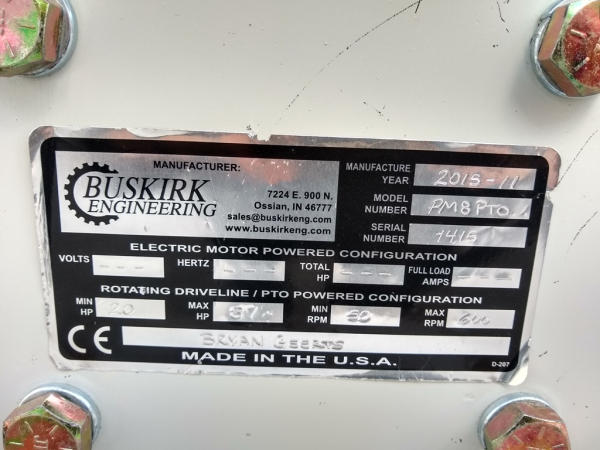 MANUFACTURER:
BUSKIRK
ENGINEERING
7224 E. 900 N.
Ossian, IN 46777
sales@buskirkeng.com
www.buskirkeng.com
MANUFACTURE YEAR 2015-11
MODEL NUMBER PM8PTO
SERIAL NUMBER 1415
ELECTRIC MOTOR POWERED CONFIGURATION
VOLTS --- HERTZ --- TOTAL HP --- FULL LOAD AMPS ---
ROTATING DRIVELINE / PTO POWERED CONFIGURATION
MIN HP 20 MAX HP 37 MIN RPM MAX RPM 600
CE BRYAN GEERTS
MADE IN THE U.S.A.
D-207